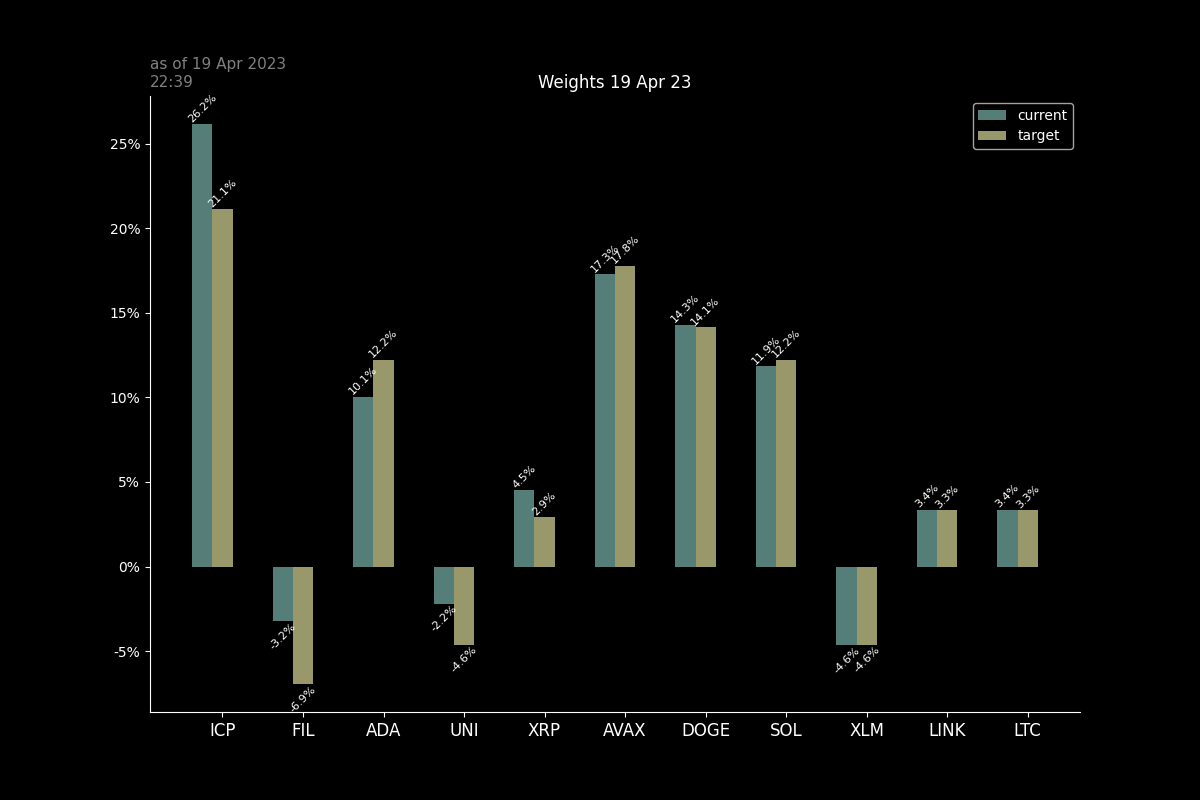 as of 19 Apr 2023
22:39
Weights 19 Apr 23
current
target
25%
20%
15%
10%
5%
0%
-5%
26.2%
21.1%
-3.2%
-6.9%
10.1%
12.2%
-2.2%
-4.6%
4.5%
2.9%
17.3%
17.8%
14.3%
14.1%
11.9%
12.2%
-4.6%
-4.6%
3.4%
3.3%
3.4%
3.3%
ICP
FIL
ADA
UNI
XRP
AVAX
DOGE
SOL
XLM
LINK
LTC